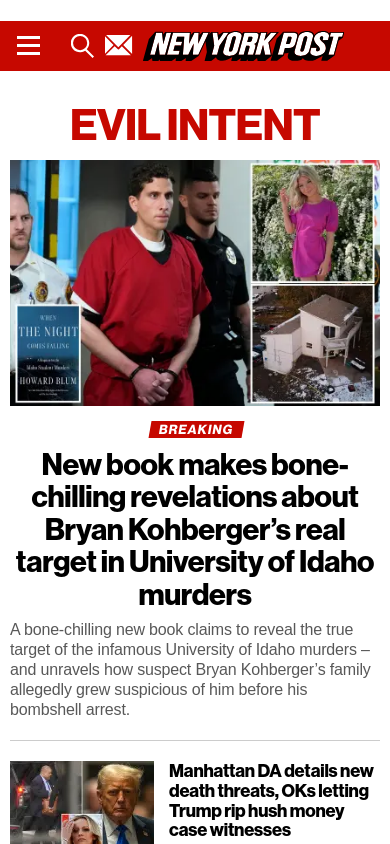 NEW YORK POST
EVIL INTENT
WHEN
THE NIGHT
COMES FALLING
HOWARD BLUM
BREAKING
New book makes bone-
chilling revelations about
Bryan Kohberger’s real
target in University of Idaho
murders
A bone-chilling new book claims to reveal the true
target of the infamous University of Idaho murders –
and unravels how suspect Bryan Kohberger’s family
allegedly grew suspicious of him before his
bombshell arrest.
Manhattan DA details new
death threats, OKs letting
Trump rip hush money
case witnesses